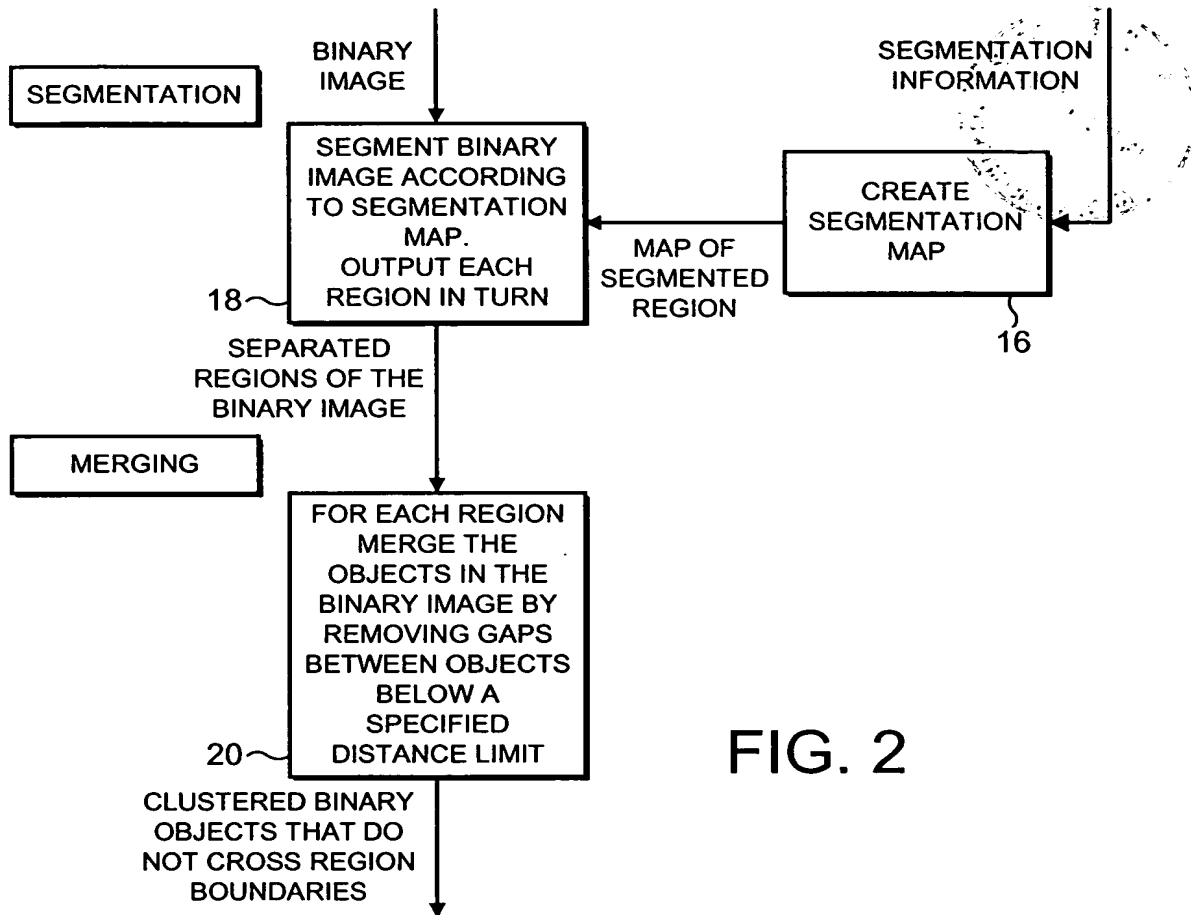 BINARY
IMAGE
SEGMENTATION
INFORMATION
SEGMENTATION
SEGMENT BINARY
IMAGE ACCORDING
TO SEGMENTATION
MAP.
OUTPUT EACH
REGION IN TURN
CREATE
SEGMENTATION
MAP
MAP OF
SEGMENTED
REGION
18
16
SEPARATED
REGIONS OF THE
BINARY IMAGE
MERGING
FOR EACH REGION
MERGE THE
OBJECTS IN THE
BINARY IMAGE BY
REMOVING GAPS
BETWEEN OBJECTS
BELOW A
SPECIFIED
DISTANCE LIMIT
20
FIG. 2
CLUSTERED BINARY
OBJECTS THAT DO
NOT CROSS REGION
BOUNDARIES